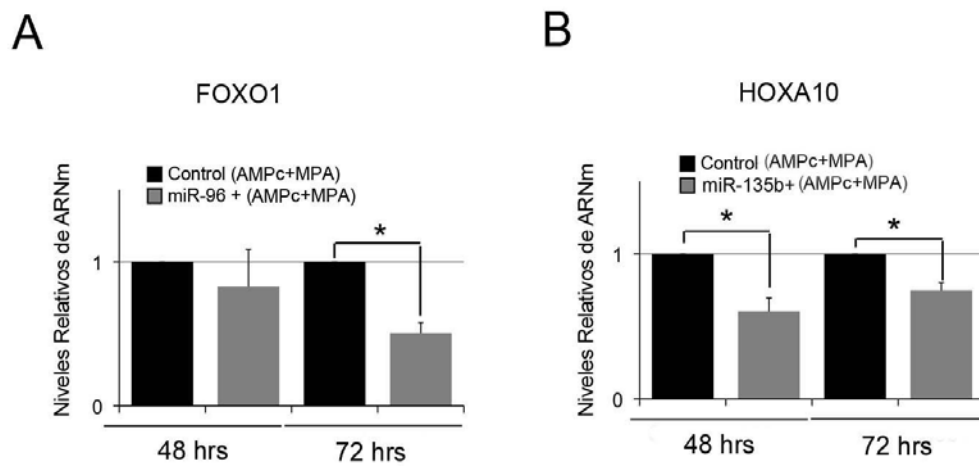 A
FOXO1
Niveles Relativos de ARNm
Control (AMPc+MPA)
miR-96 + (AMPc+MPA)
*
1
0
48 hrs
72 hrs
B
HOXA10
Niveles Relativos de ARNm
Control (AMPc+MPA)
miR-135b+ (AMPc+MPA)
*
*
1
0
48 hrs
72 hrs